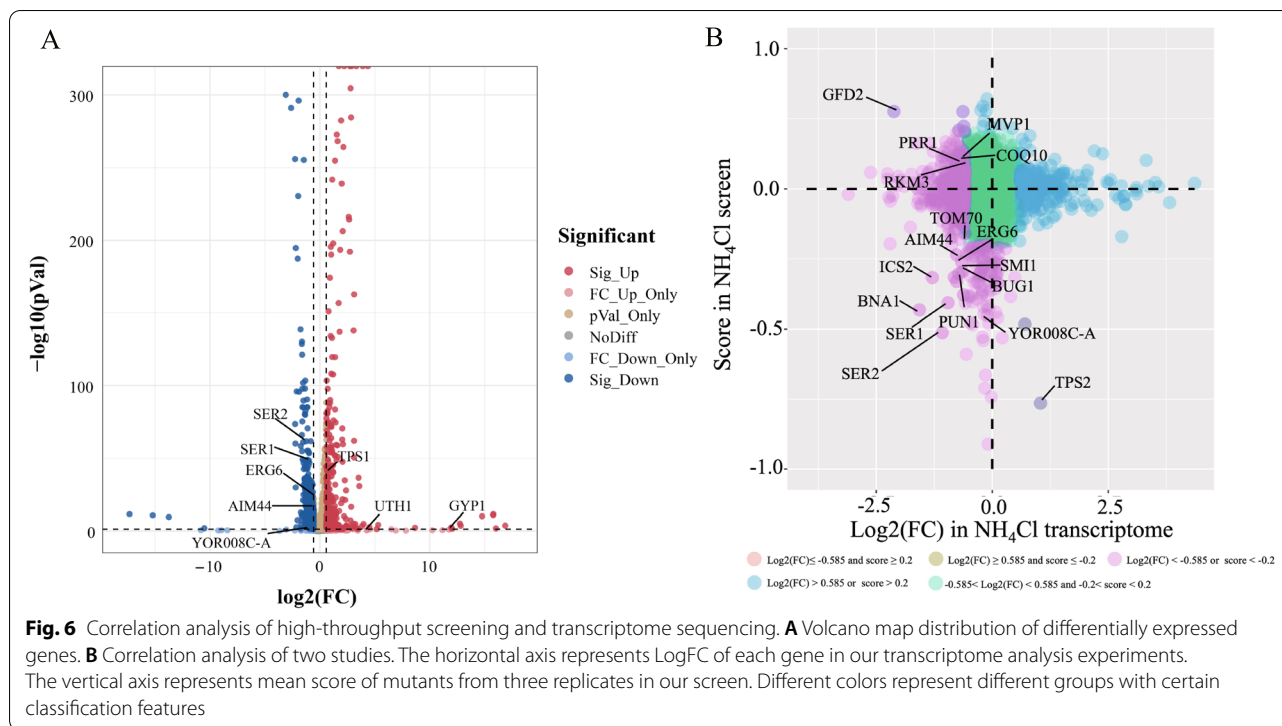 A
300
200
100
0
−log10(pVal)
SER2
SER1
ERG6
AIM44
YOR008C-A
TPS1
UTH1
GYP1
−10
0
10
log2(FC)
Significant
Sig_Up
FC_Up_Only
pVal_Only
NoDiff
FC_Down_Only
Sig_Down
B
1.0
0.0
-0.5
-1.0
Score in NH4Cl screen
GFD2
MVP1
PRR1
COQ10
RKM3
TOM70
ERG6
AIM44
ICS2
SMI1
BUG1
BNA1
SER1
PUN1
YOR008C-A
SER2
TPS2
-2.5
0.0
2.5
Log2(FC) in NH4Cl transcriptome
Log2(FC)≤ -0.585 and score≥ 0.2
Log2(FC) ≥ 0.585 and score ≤ -0.2
Log2(FC) < -0.585 or score < -0.2
Log2(FC) > 0.585 or score > 0.2
-0.585< Log2(FC) < 0.585 and -0.2< score < 0.2
Fig. 6 Correlation analysis of high-throughput screening and transcriptome sequencing. A Volcano map distribution of differentially expressed
genes. B Correlation analysis of two studies. The horizontal axis represents LogFC of each gene in our transcriptome analysis experiments.
The vertical axis represents mean score of mutants from three replicates in our screen. Different colors represent different groups with certain
classification features